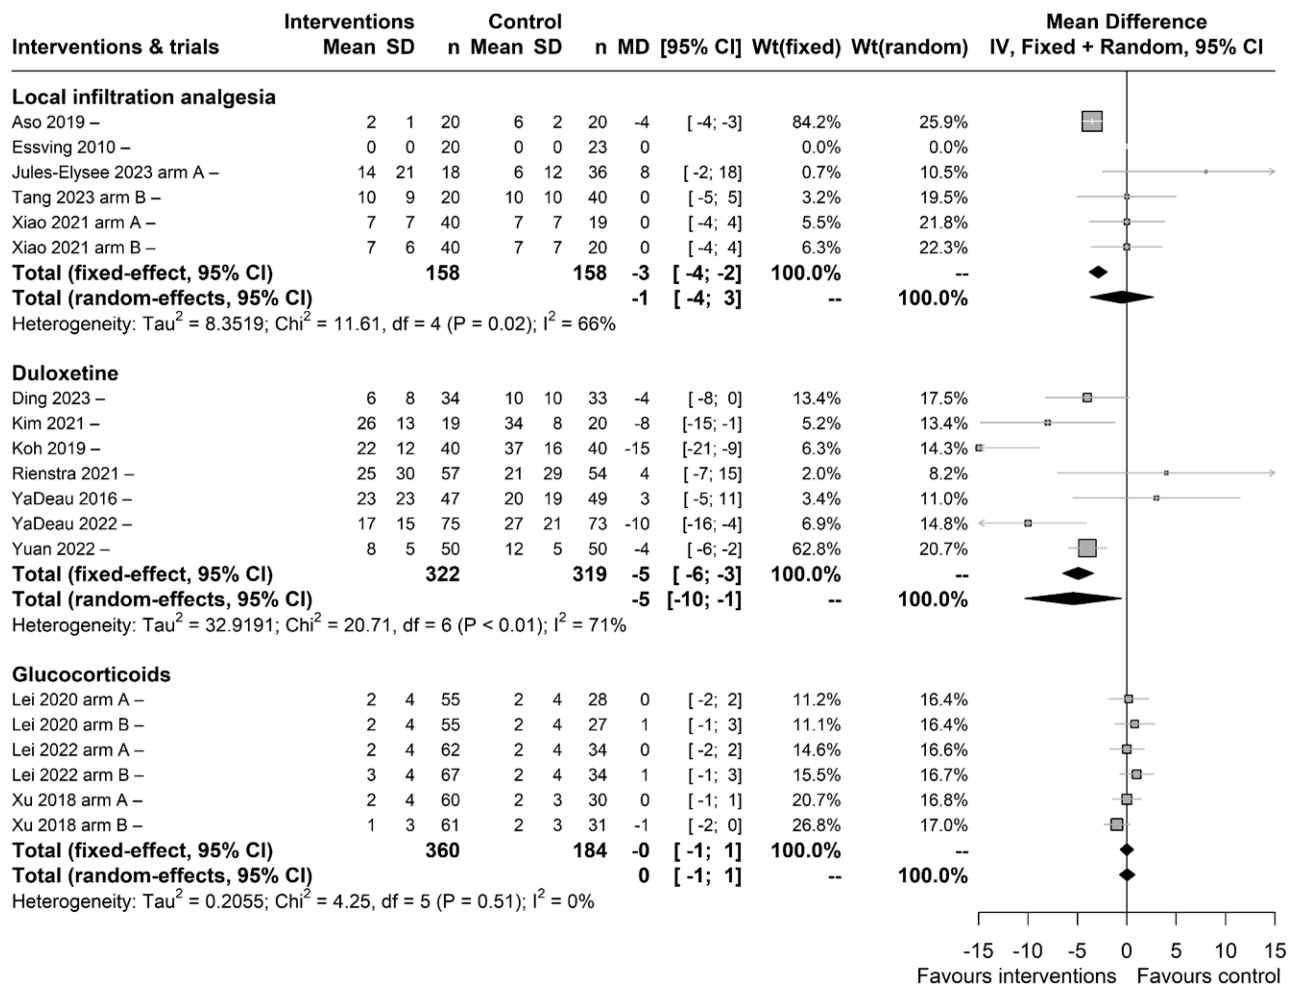 Interventions Control Mean Difference
Interventions & trials Mean SD n Mean SD n MD [95% CI] Wt(fixed) Wt(random) IV, Fixed + Random, 95% CI
Local infiltration analgesia
Aso 2019 – 2 1 20 6 2 20 -4 [ -4; -3] 84.2% 25.9%
Essving 2010 – 0 0 20 0 0 23 0 0.0% 0.0%
Jules-Elysee 2023 arm A – 14 21 18 6 12 36 8 [ -2; 18] 0.7% 10.5%
Tang 2023 arm B – 10 9 20 10 10 40 0 [ -5; 5] 3.2% 19.5%
Xiao 2021 arm A – 7 7 40 7 7 19 0 [ -4; 4] 5.5% 21.8%
Xiao 2021 arm B – 7 6 40 7 7 20 0 [ -4; 4] 6.3% 22.3%
Total (fixed-effect, 95% CI) 158 158 -3 [ -4; -2] 100.0% --
Total (random-effects, 95% CI) -1 [ -4; 3] -- 100.0%
Heterogeneity: Tau² = 8.3519; Chi² = 11.61, df = 4 (P = 0.02); I² = 66%
Duloxetine
Ding 2023 – 6 8 34 10 10 33 -4 [ -8; 0] 13.4% 17.5%
Kim 2021 – 26 13 19 34 8 20 -8 [-15; -1] 5.2% 13.4%
Koh 2019 – 22 12 40 37 16 40 -15 [-21; -9] 6.3% 14.3%
Rienstra 2021 – 25 30 57 21 29 54 4 [ -7; 15] 2.0% 8.2%
YaDeau 2016 – 23 23 47 20 19 49 3 [ -5; 11] 3.4% 11.0%
YaDeau 2022 – 17 15 75 27 21 73 -10 [-16; -4] 6.9% 14.8%
Yuan 2022 – 8 5 50 12 5 50 -4 [ -6; -2] 62.8% 20.7%
Total (fixed-effect, 95% CI) 322 319 -5 [ -6; -3] 100.0% --
Total (random-effects, 95% CI) -5 [-10; -1] -- 100.0%
Heterogeneity: Tau² = 32.9191; Chi² = 20.71, df = 6 (P < 0.01); I² = 71%
Glucocorticoids
Lei 2020 arm A – 2 4 55 2 4 28 0 [ -2; 2] 11.2% 16.4%
Lei 2020 arm B – 2 4 55 2 4 27 1 [ -1; 3] 11.1% 16.4%
Lei 2022 arm A – 2 4 62 2 4 34 0 [ -2; 2] 14.6% 16.6%
Lei 2022 arm B – 3 4 67 2 4 34 1 [ -1; 3] 15.5% 16.7%
Xu 2018 arm A – 2 4 60 2 3 30 0 [ -1; 1] 20.7% 16.8%
Xu 2018 arm B – 1 3 61 2 3 31 -1 [ -2; 0] 26.8% 17.0%
Total (fixed-effect, 95% CI) 360 184 -0 [ -1; 1] 100.0% --
Total (random-effects, 95% CI) 0 [ -1; 1] -- 100.0%
Heterogeneity: Tau² = 0.2055; Chi² = 4.25, df = 5 (P = 0.51); I² = 0%
-15 -10 -5 0 5 10 15
Favours interventions Favours control